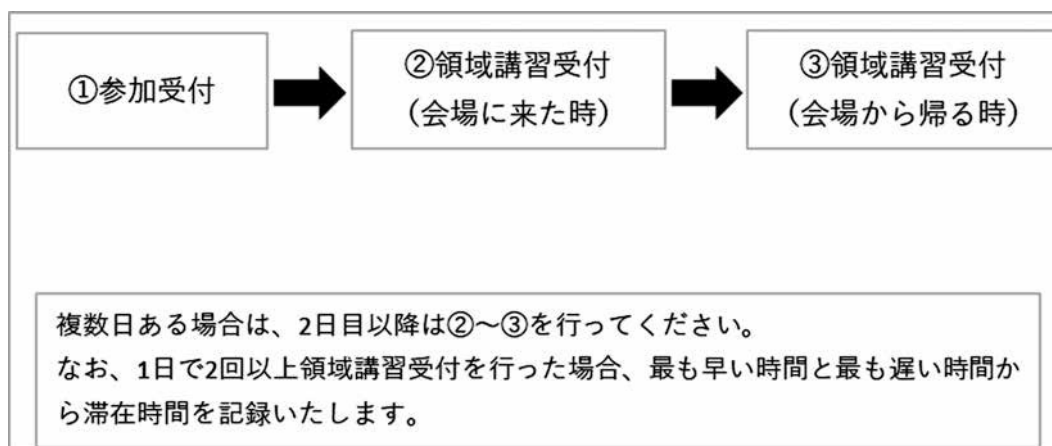 ①参加受付
②領域講習受付
（会場に来た時）
③領域講習受付
（会場から帰る時）
複数日ある場合は、2日目以降は②～③を行ってください。
なお、1日で2回以上領域講習受付を行った場合、最も早い時間と最も遅い時間か
ら滞在時間を記録いたします。